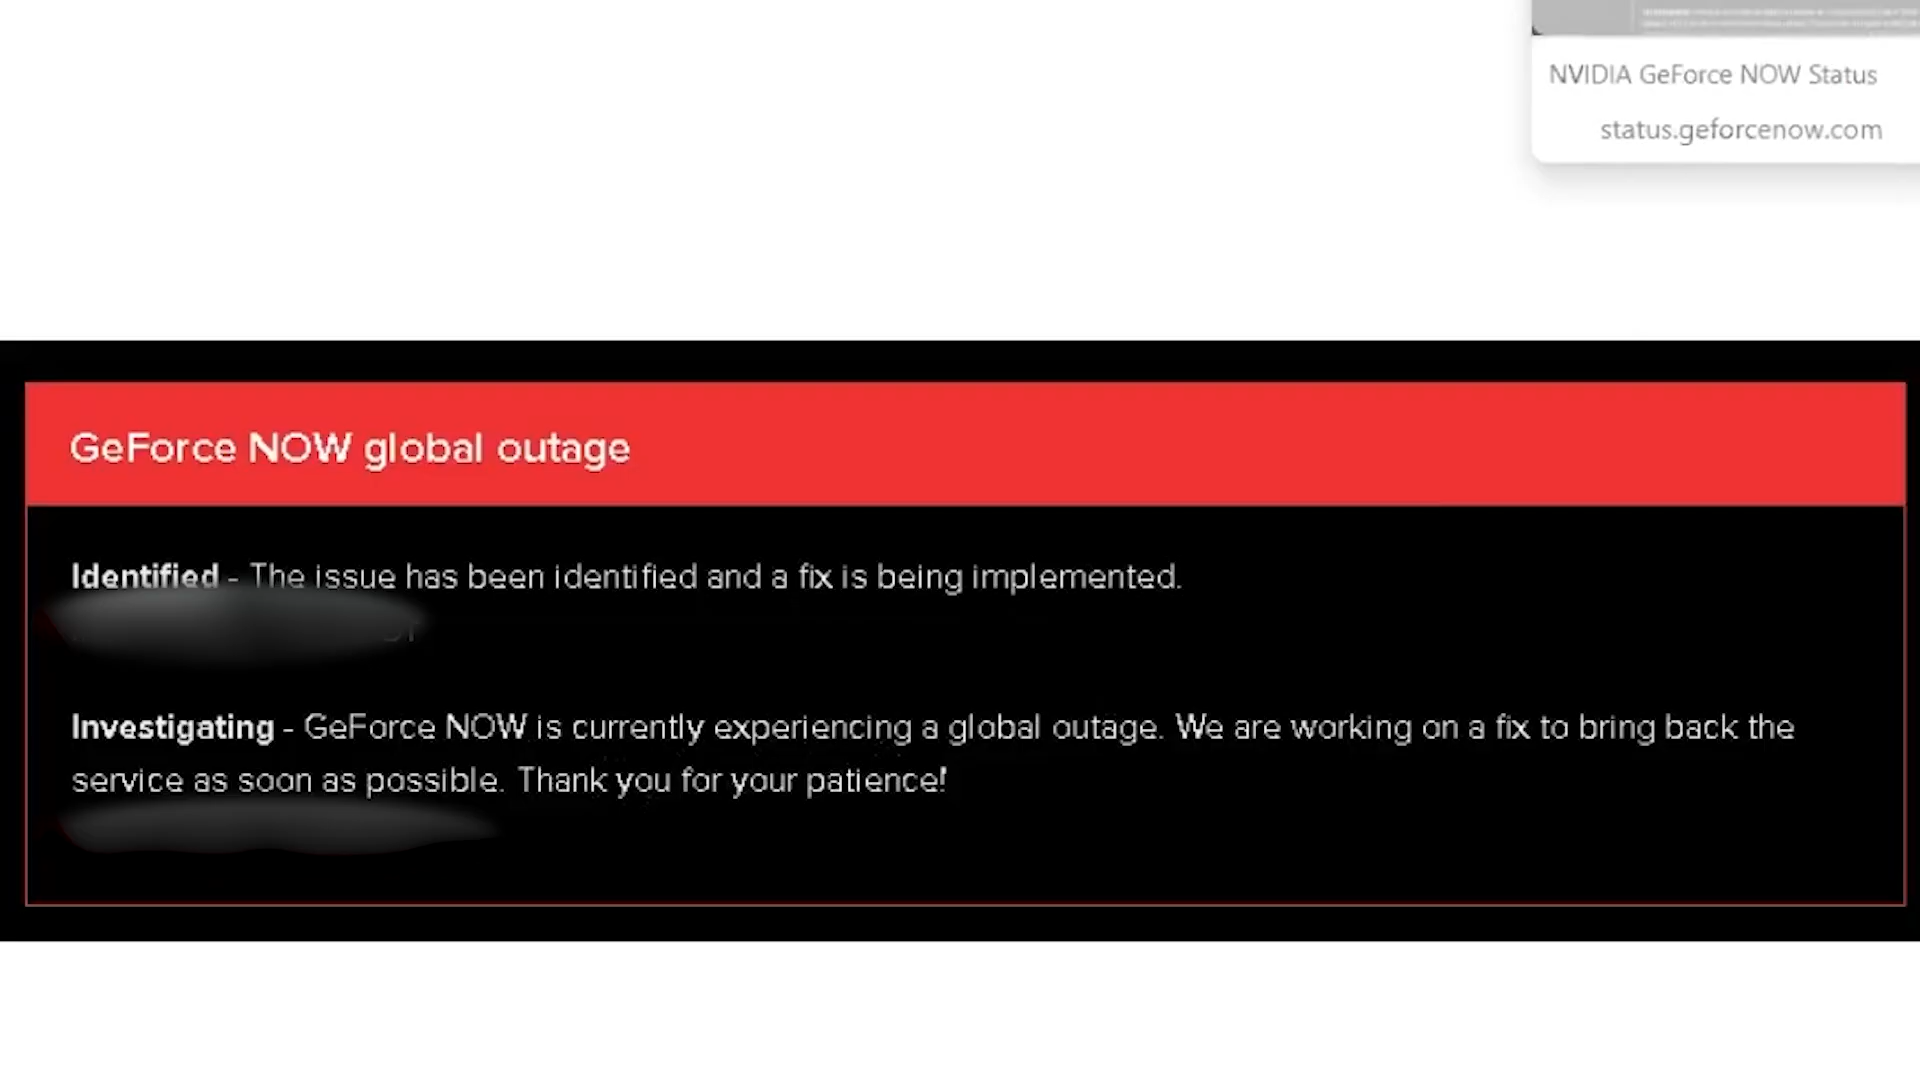 NVIDIA GeForce NOW Status
status.geforcenow.com
GeForce NOW global outage
Identified - The issue has been identified and a fix is being implemented.
Investigating - GeForce NOW is currently experiencing a global outage. We are working on a fix to bring back the
service as soon as possible. Thank you for your patience!